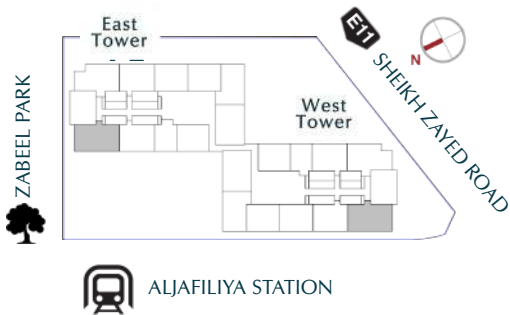 East
Tower
E11
N
SHEIKH ZAYED ROAD
ZABEEL PARK
West
Tower
ALJAFILIYA STATION